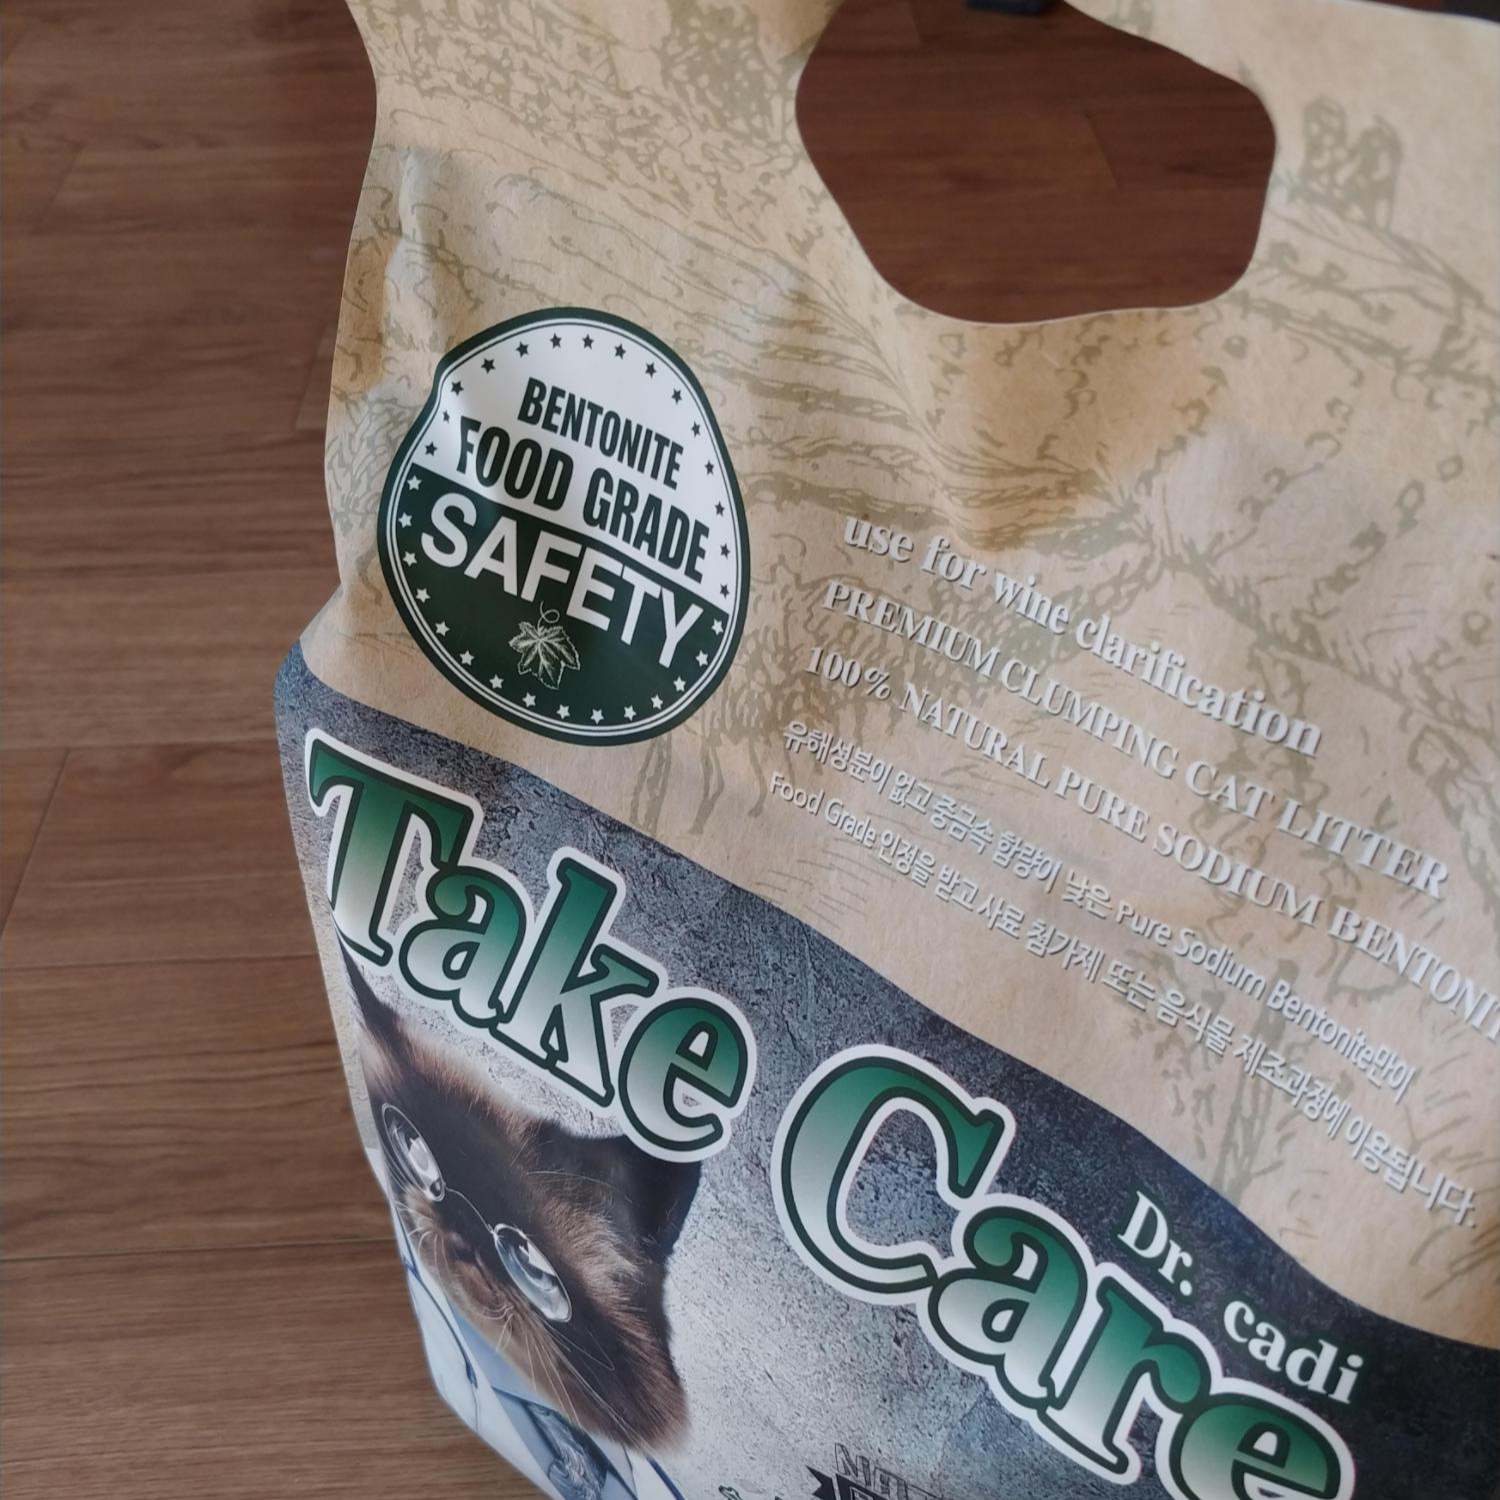 BENTONITE
FOOD GRADE
SAFETY
use for wine clarification
PREMIUM CLUMPING CAT LITTER
100% NATURAL PURE SODIUM BENTONIT
유해성분이 없고 중금속 함량이 낮은 Pure Sodium Bentonite만이
Food Grade 인정을 받고 사료 첨가제 또는 음식물 제조과정에 이용됩니다.
Take Care
Dr. cadi